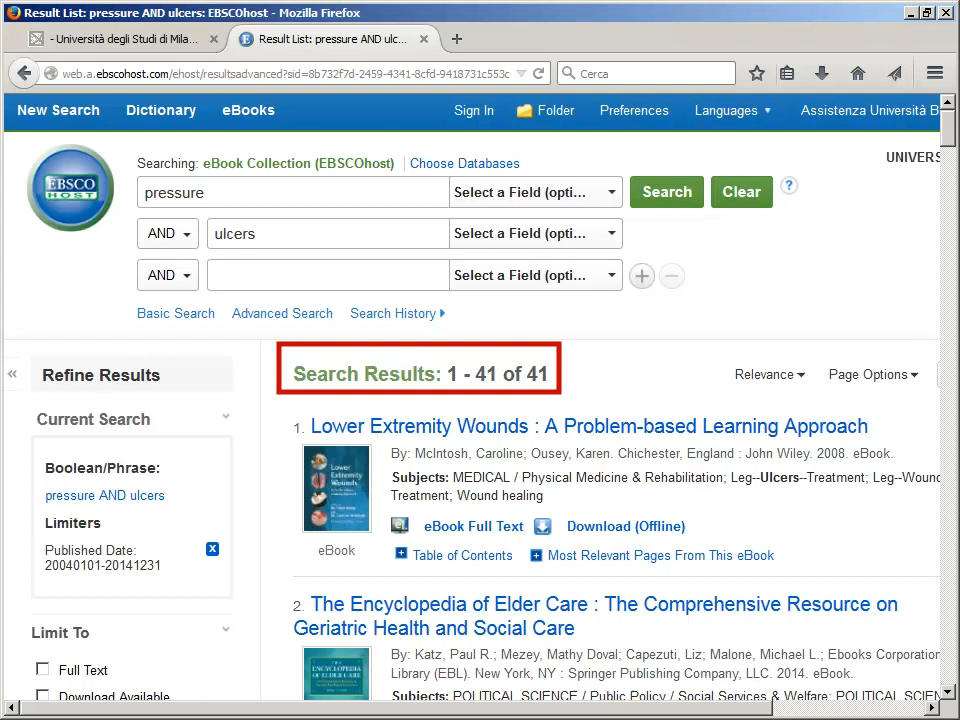 Result List: pressure AND ulcers: EBSCOhost - Mozilla Firefox
- Università degli Studi di Mila...
Result List: pressure AND ulc...
web.a.ebscohost.com/ehost/resultsadvanced?sid=8b732f7d-2459-4341-8cfd-9418731c553c
Cerca
New Search Dictionary eBooks Sign In Folder Preferences Languages Assistenza Università B
EBSCO
HOST
Searching: eBook Collection (EBSCOhost) Choose Databases
UNIVERS
pressure Select a Field (opti... Search Clear ?
AND ulcers Select a Field (opti...
AND Select a Field (opti...
Basic Search Advanced Search Search History
Refine Results
Current Search
Boolean/Phrase:
pressure AND ulcers
Limiters
Published Date:
20040101-20141231
Limit To
Full Text
Download Available
Search Results: 1 - 41 of 41
Relevance Page Options
1. Lower Extremity Wounds : A Problem-based Learning Approach
Lower
Extremity
Wounds
eBook
By: McIntosh, Caroline; Ousey, Karen. Chichester, England : John Wiley. 2008. eBook.
Subjects: MEDICAL / Physical Medicine & Rehabilitation; Leg--Ulcers--Treatment; Leg--Wound
Treatment; Wound healing
eBook Full Text Download (Offline)
Table of Contents Most Relevant Pages From This eBook
2. The Encyclopedia of Elder Care : The Comprehensive Resource on
Geriatric Health and Social Care
THE
ENCYCLOPEDIA
OF ELDER CARE
By: Katz, Paul R.; Mezey, Mathy Doval; Capezuti, Liz; Malone, Michael L.; Ebooks Corporation
Library (EBL). New York, NY : Springer Publishing Company, LLC. 2014. eBook.
Subjects: POLITICAL SCIENCE / Public Policy / Social Services & Welfare; POLITICAL SCIEN